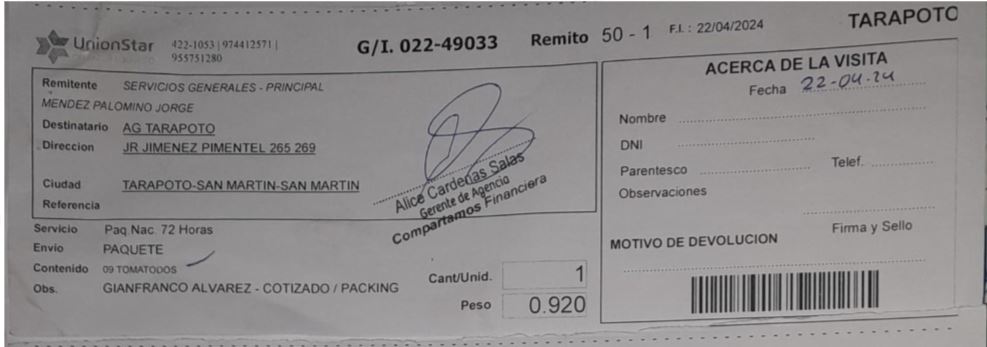 UnionStar 422-1053 | 974412571 |
955751280
G/I. 022-49033 Remito 50 - 1 F.I.: 22/04/2024 TARAPOTO
Remitente SERVICIOS GENERALES - PRINCIPAL
MENDEZ PALOMINO JORGE
Destinatario AG TARAPOTO
Direccion JR JIMENEZ PIMENTEL 265 269
Ciudad TARAPOTO-SAN MARTIN-SAN MARTIN
Referencia
Alice Cardenas Salas
Gerente de Agencia
Compartamos Financiera
Servicio Paq.Nac. 72 Horas
Envio PAQUETE
Contenido 09 TOMATODOS
Obs. GIANFRANCO ALVAREZ - COTIZADO / PACKING
Cant/Unid. 1
Peso 0.920
ACERCA DE LA VISITA
Fecha 22-04-24
Nombre
DNI
Parentesco Telef.
Observaciones
Firma y Sello
MOTIVO DE DEVOLUCION